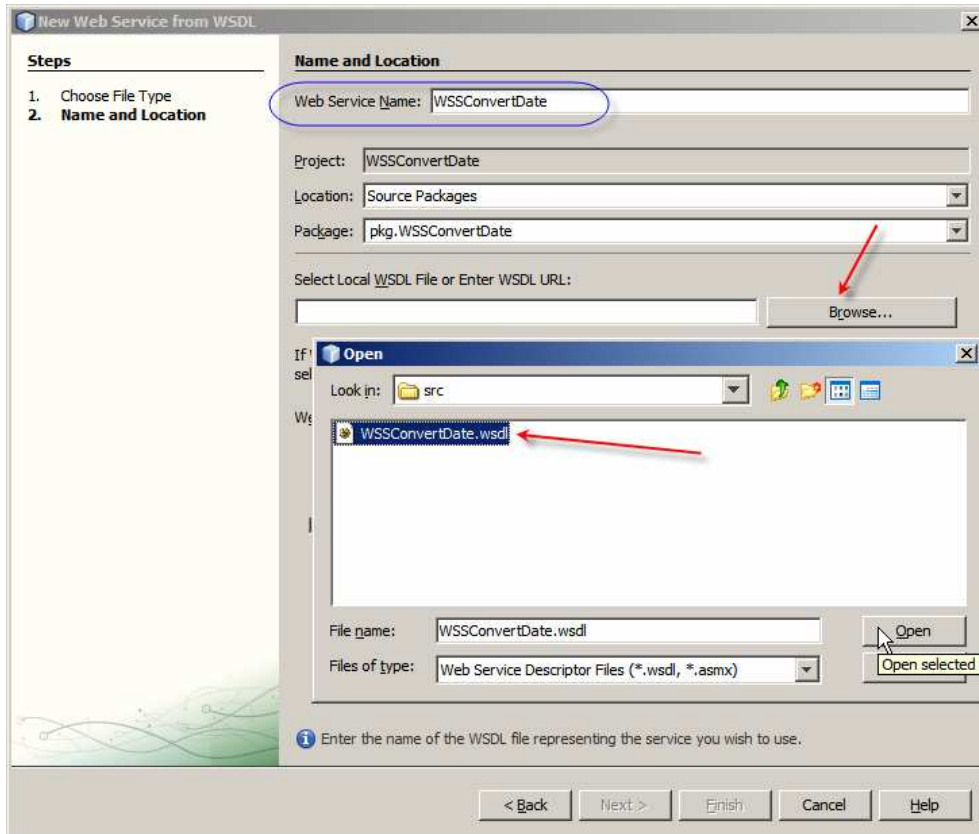 New Web Service from WSDL
Steps
1. Choose File Type
2. Name and Location
Name and Location
Web Service Name: WSSConvertDate
Project: WSSConvertDate
Location: Source Packages
Package: pkg.WSSConvertDate
Select Local WSDL File or Enter WSDL URL:
Browse...
If
sel
Open
Look in: src
WSSConvertDate.wsdl
File name: WSSConvertDate.wsdl
Open
Files of type: Web Service Descriptor Files (*.wsdl, *.asmx)
Open selected
Enter the name of the WSDL file representing the service you wish to use.
< Back
Next >
Finish
Cancel
Help